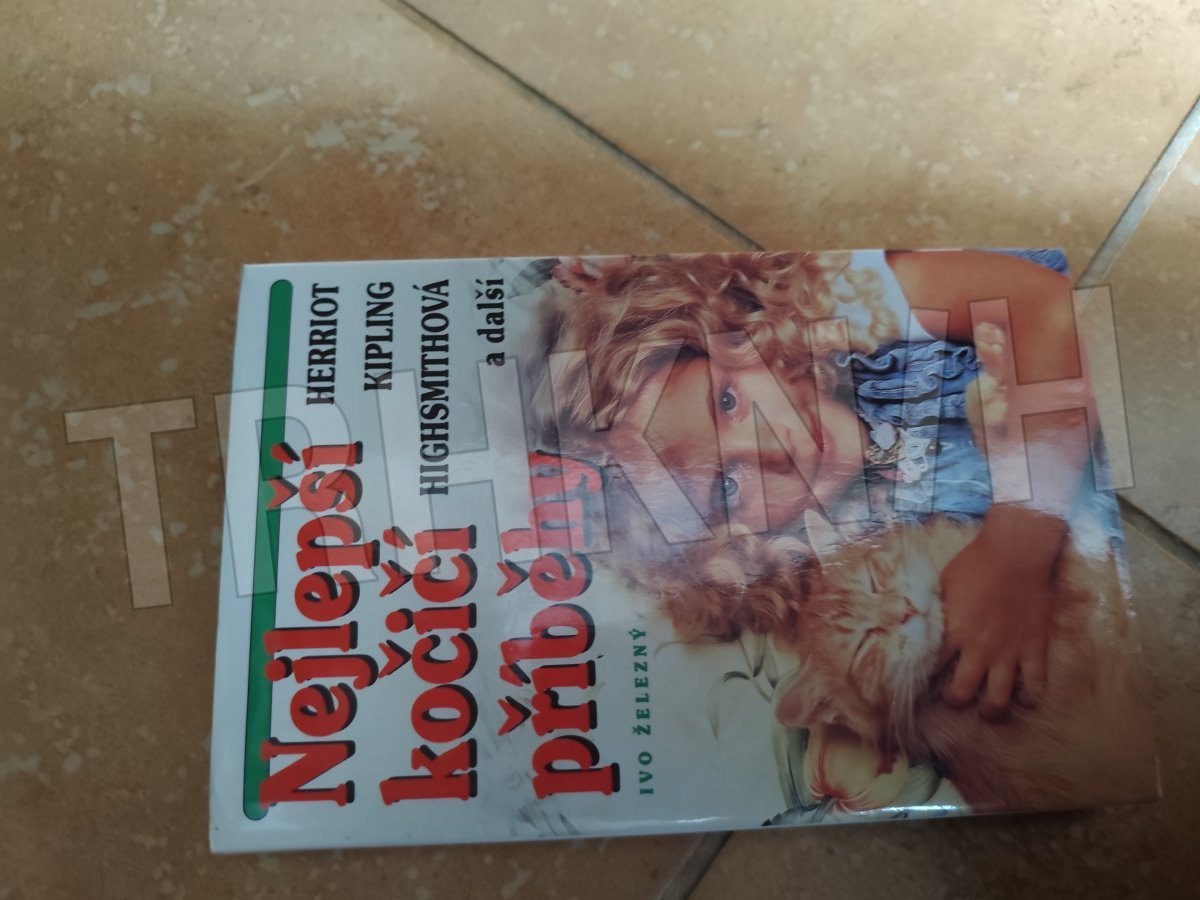 HERRIOT
KIPLING
HIGHSMITHOVÁ
a další
Nejlepší
kočičí
příběhy
IVO ŽELEZNÝ
TRHKNIH